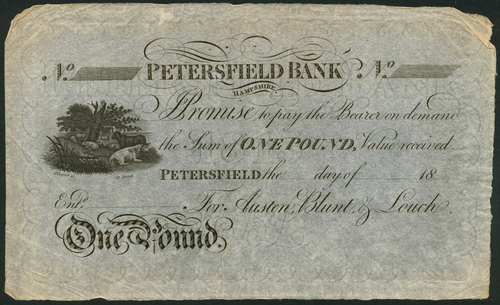 No PETERSFIELD BANK No
HAMPSHIRE.
I Promise to pay the Bearer on demand
the Sum of ONE POUND, Value received.
PETERSFIELD the day of 18
Entd. For Austen, Blunt, & Louch.
One Pound.